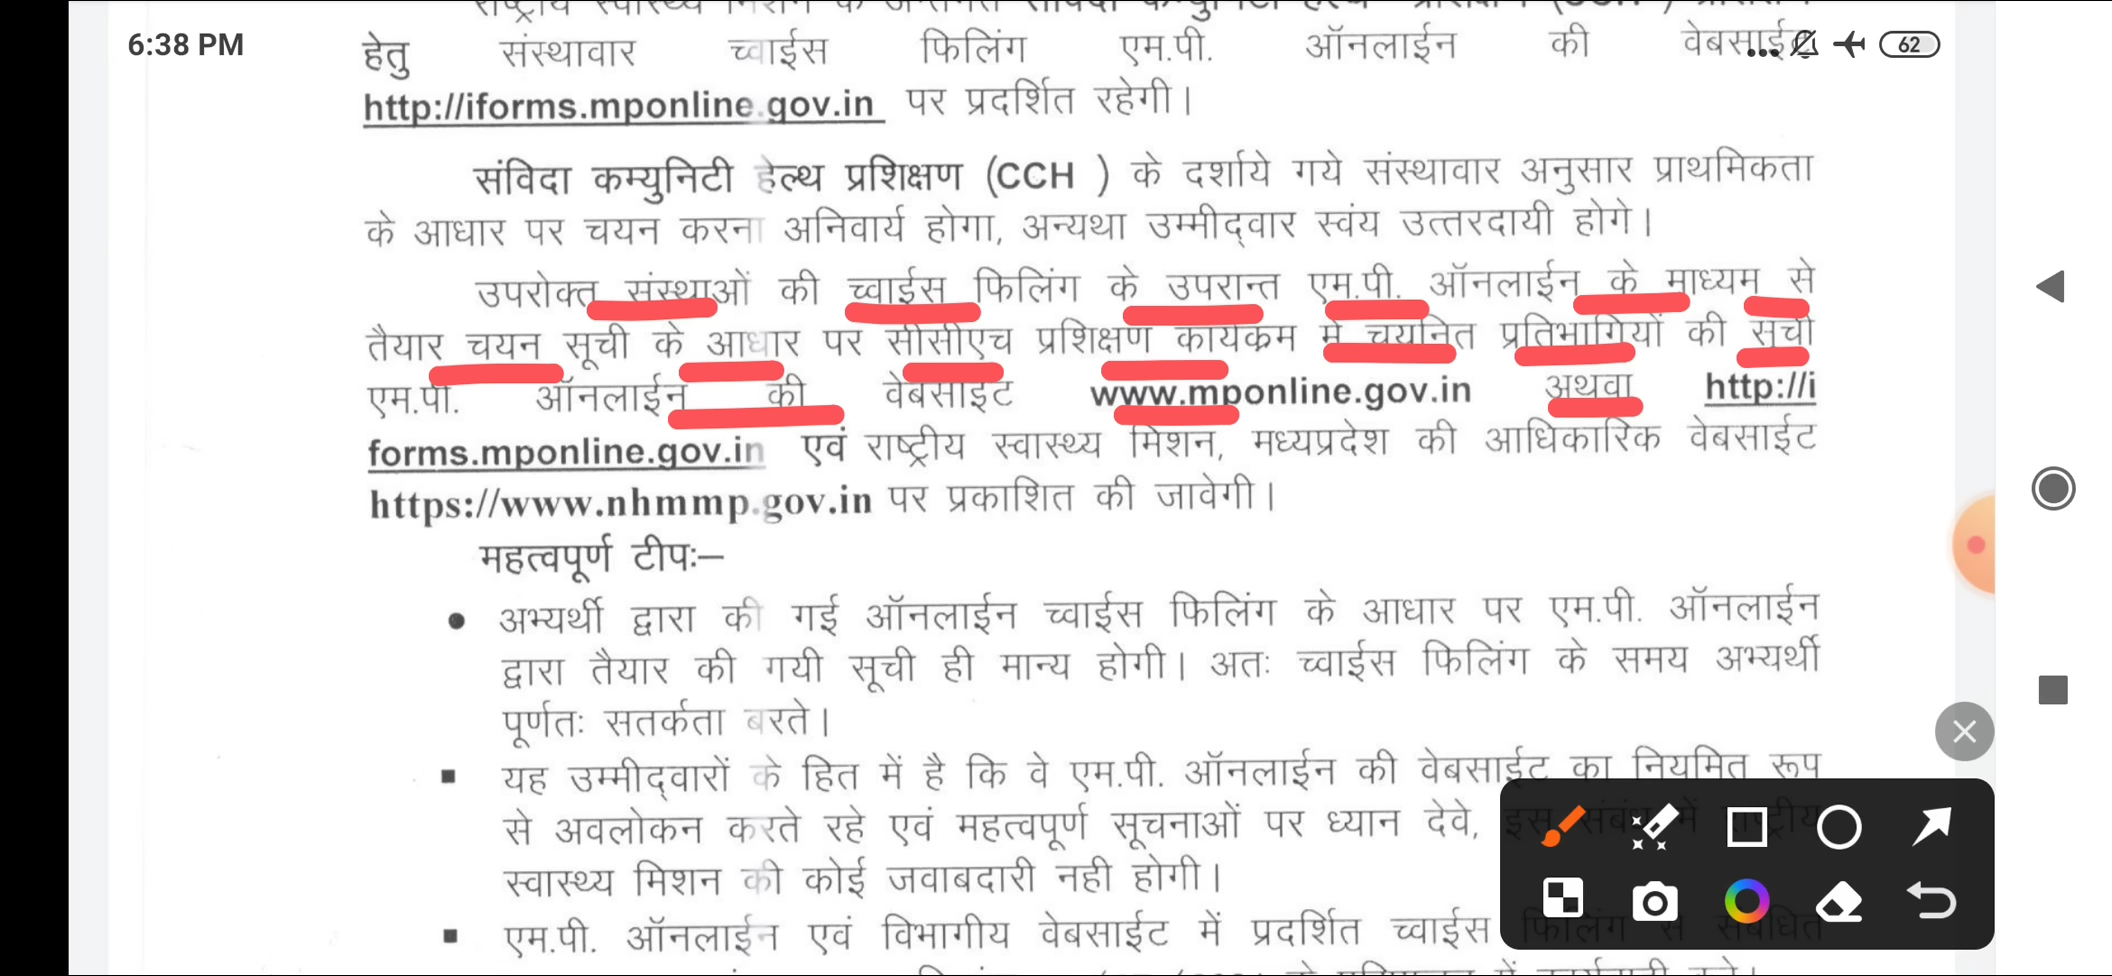 6:38 PM
62
हेतु संस्थावार च्वाईस फिलिंग एम.पी. ऑनलाईन की
http://iforms.mponline.gov.in पर प्रदर्शित रहेगी।
संविदा कम्युनिटी हेल्थ प्रशिक्षण (CCH ) के दर्शाये गये संस्थावार अनुसार प्राथमिकता
के आधार पर चयन करना अनिवार्य होगा, अन्यथा उम्मीद्वार स्वंय उत्तरदायी होगे।
उपरोक्त संस्थाओं की च्वाईस फिलिंग के उपरान्त एम.पी. ऑनलाईन के माध्यम से
तैयार चयन सूची के आधार पर सीसीएच प्रशिक्षण कार्यकम में चयनित प्रतिभागियों की सूची
एम.पी. ऑनलाईन की वेबसाइट www.mponline.gov.in अथवा http://i
forms.mponline.gov.in एवं राष्ट्रीय स्वास्थ्य मिशन, मध्यप्रदेश की आधिकारिक वेबसाईट
https://www.nhmmp.gov.in पर प्रकाशित की जावेगी।
महत्वपूर्ण टीपः–
• अभ्यर्थी द्वारा की गई ऑनलाईन च्वाईस फिलिंग के आधार पर एम.पी. ऑनलाईन
द्वारा तैयार की गयी सूची ही मान्य होगी। अतः च्वाईस फिलिंग के समय अभ्यर्थी
पूर्णतः सतर्कता बरते।
▪ यह उम्मीद्वारों के हित में है कि वे एम.पी. ऑनलाईन की वेबसाईट का नियमित रूप
से अवलोकन करते रहे एवं महत्वपूर्ण सूचनाओं पर ध्यान देवे, इस संबंध में राष्ट्रीय
स्वास्थ्य मिशन की कोई जवाबदारी नही होगी।
▪ एम.पी. ऑनलाईन एवं विभागीय वेबसाईट में प्रदर्शित च्वाईस फिलिंग से संबंधित